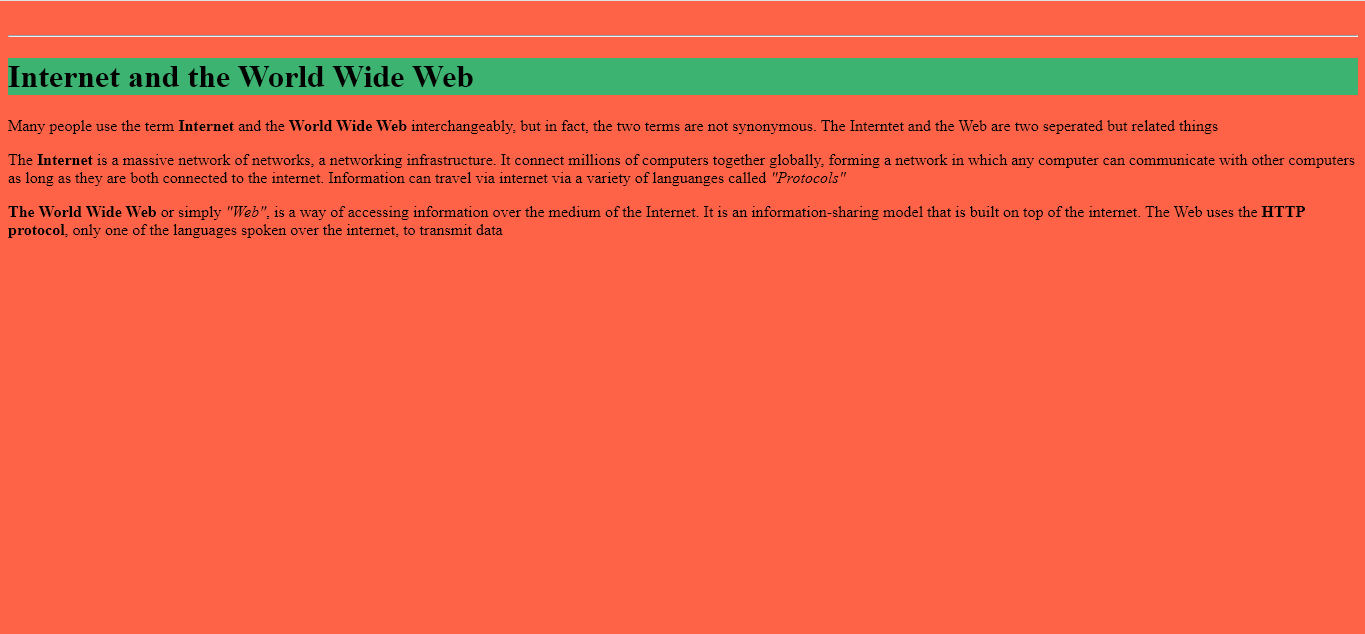 Internet and the World Wide Web
Many people use the term Internet and the World Wide Web interchangeably, but in fact, the two terms are not synonymous. The Interntet and the Web are two seperated but related things
The Internet is a massive network of networks, a networking infrastructure. It connect millions of computers together globally, forming a network in which any computer can communicate with other computers
as long as they are both connected to the internet. Information can travel via internet via a variety of languanges called "Protocols"
The World Wide Web or simply "Web", is a way of accessing information over the medium of the Internet. It is an information-sharing model that is built on top of the internet. The Web uses the HTTP
protocol, only one of the languages spoken over the internet, to transmit data